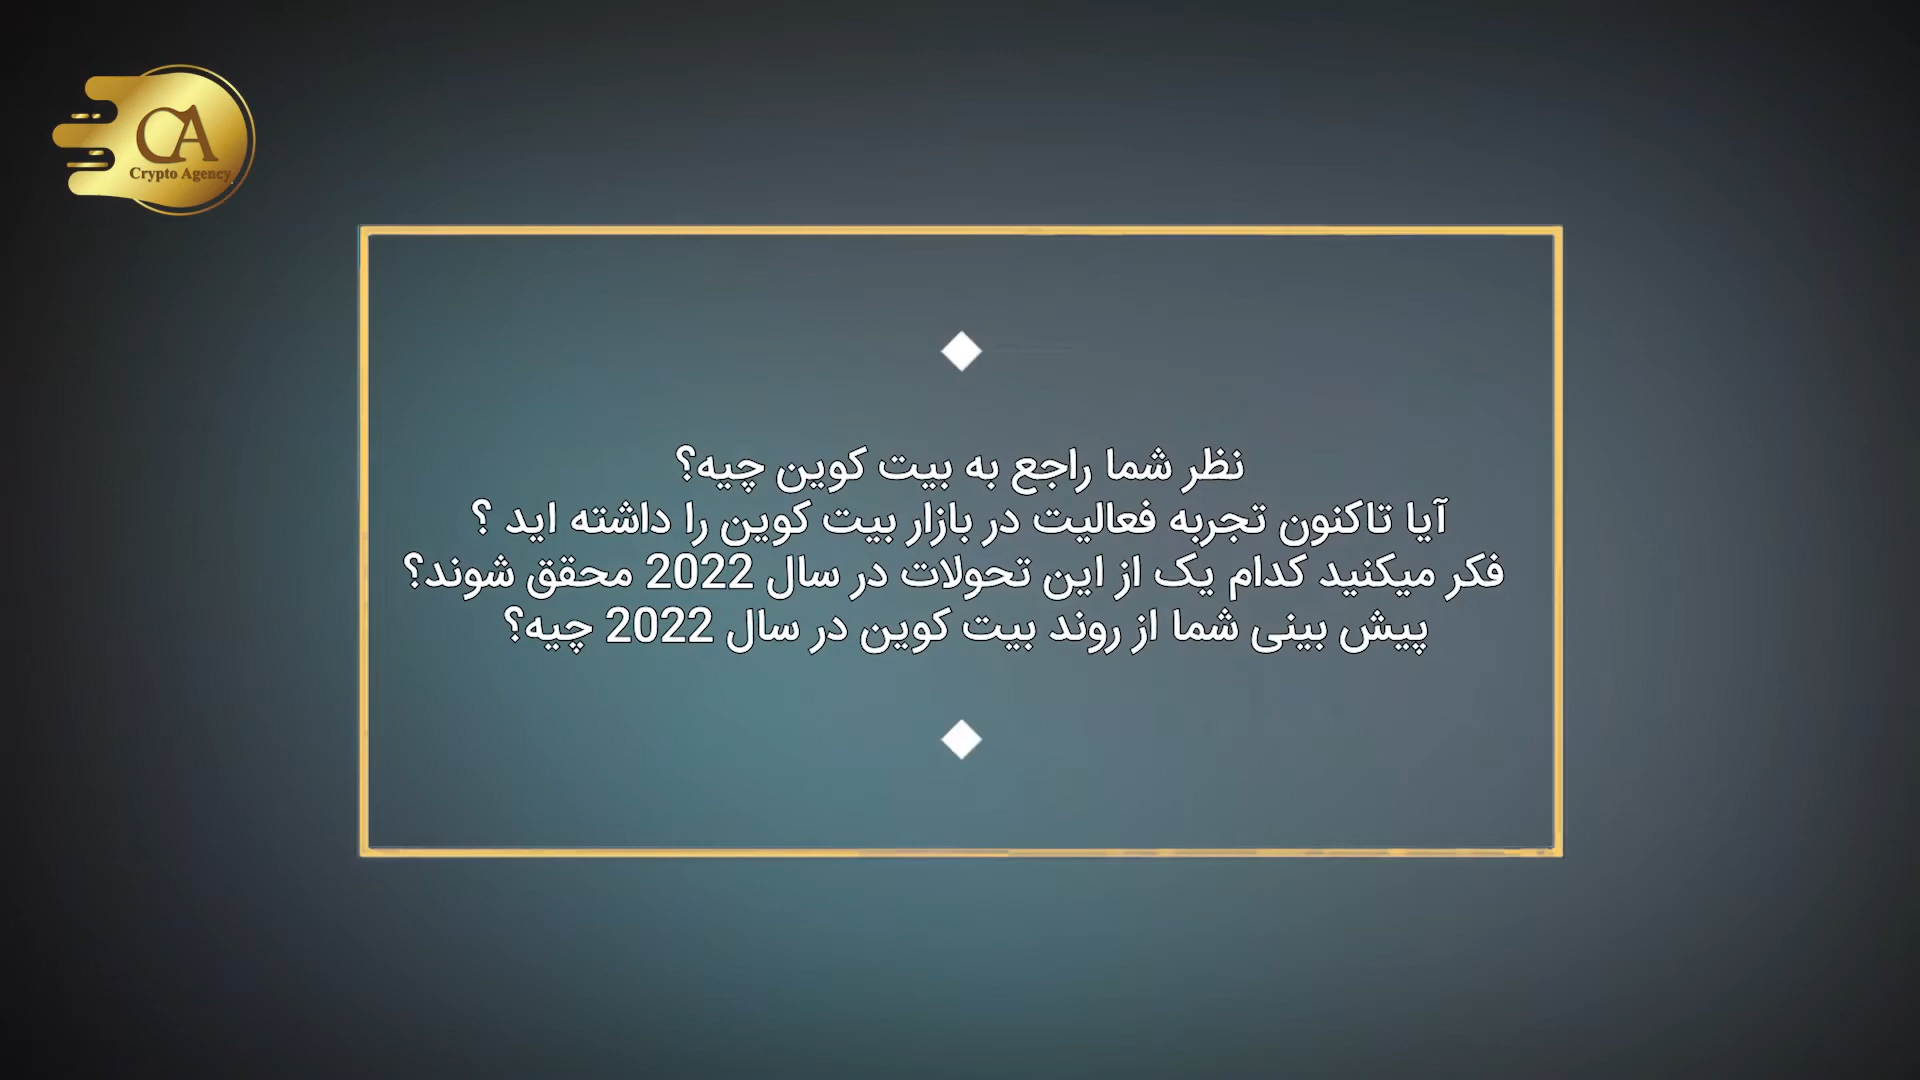 CA
Crypto Agency
نظر شما راجع به بیت کوین چیه؟
آیا تاکنون تجربه فعالیت در بازار بیت کوین را داشته اید ؟
فکر میکنید کدام یک از این تحولات در سال 2022 محقق شوند؟
پیش بینی شما از روند بیت کوین در سال 2022 چیه؟